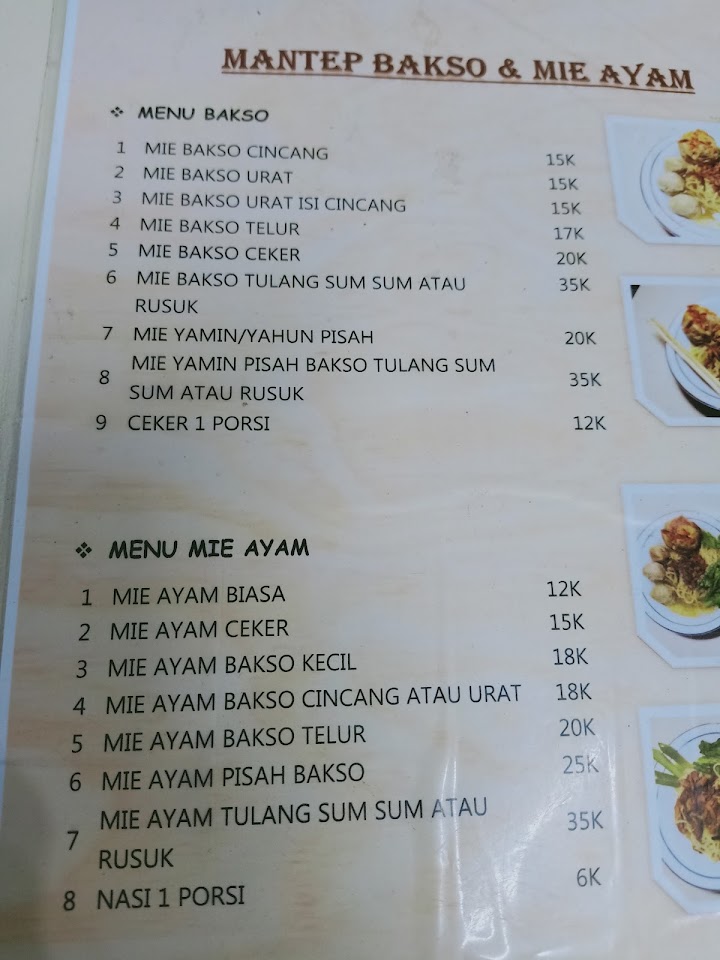 MANTEP BAKSO & MIE AYAM
❖ MENU BAKSO
1 MIE BAKSO CINCANG 15K
2 MIE BAKSO URAT 15K
3 MIE BAKSO URAT ISI CINCANG 15K
4 MIE BAKSO TELUR 17K
5 MIE BAKSO CEKER 20K
6 MIE BAKSO TULANG SUM SUM ATAU 35K
RUSUK
7 MIE YAMIN/YAHUN PISAH 20K
8 MIE YAMIN PISAH BAKSO TULANG SUM
SUM ATAU RUSUK 35K
9 CEKER 1 PORSI 12K
❖ MENU MIE AYAM
1 MIE AYAM BIASA 12K
2 MIE AYAM CEKER 15K
3 MIE AYAM BAKSO KECIL 18K
4 MIE AYAM BAKSO CINCANG ATAU URAT 18K
5 MIE AYAM BAKSO TELUR 20K
6 MIE AYAM PISAH BAKSO 25K
7 MIE AYAM TULANG SUM SUM ATAU 35K
RUSUK
8 NASI 1 PORSI 6K